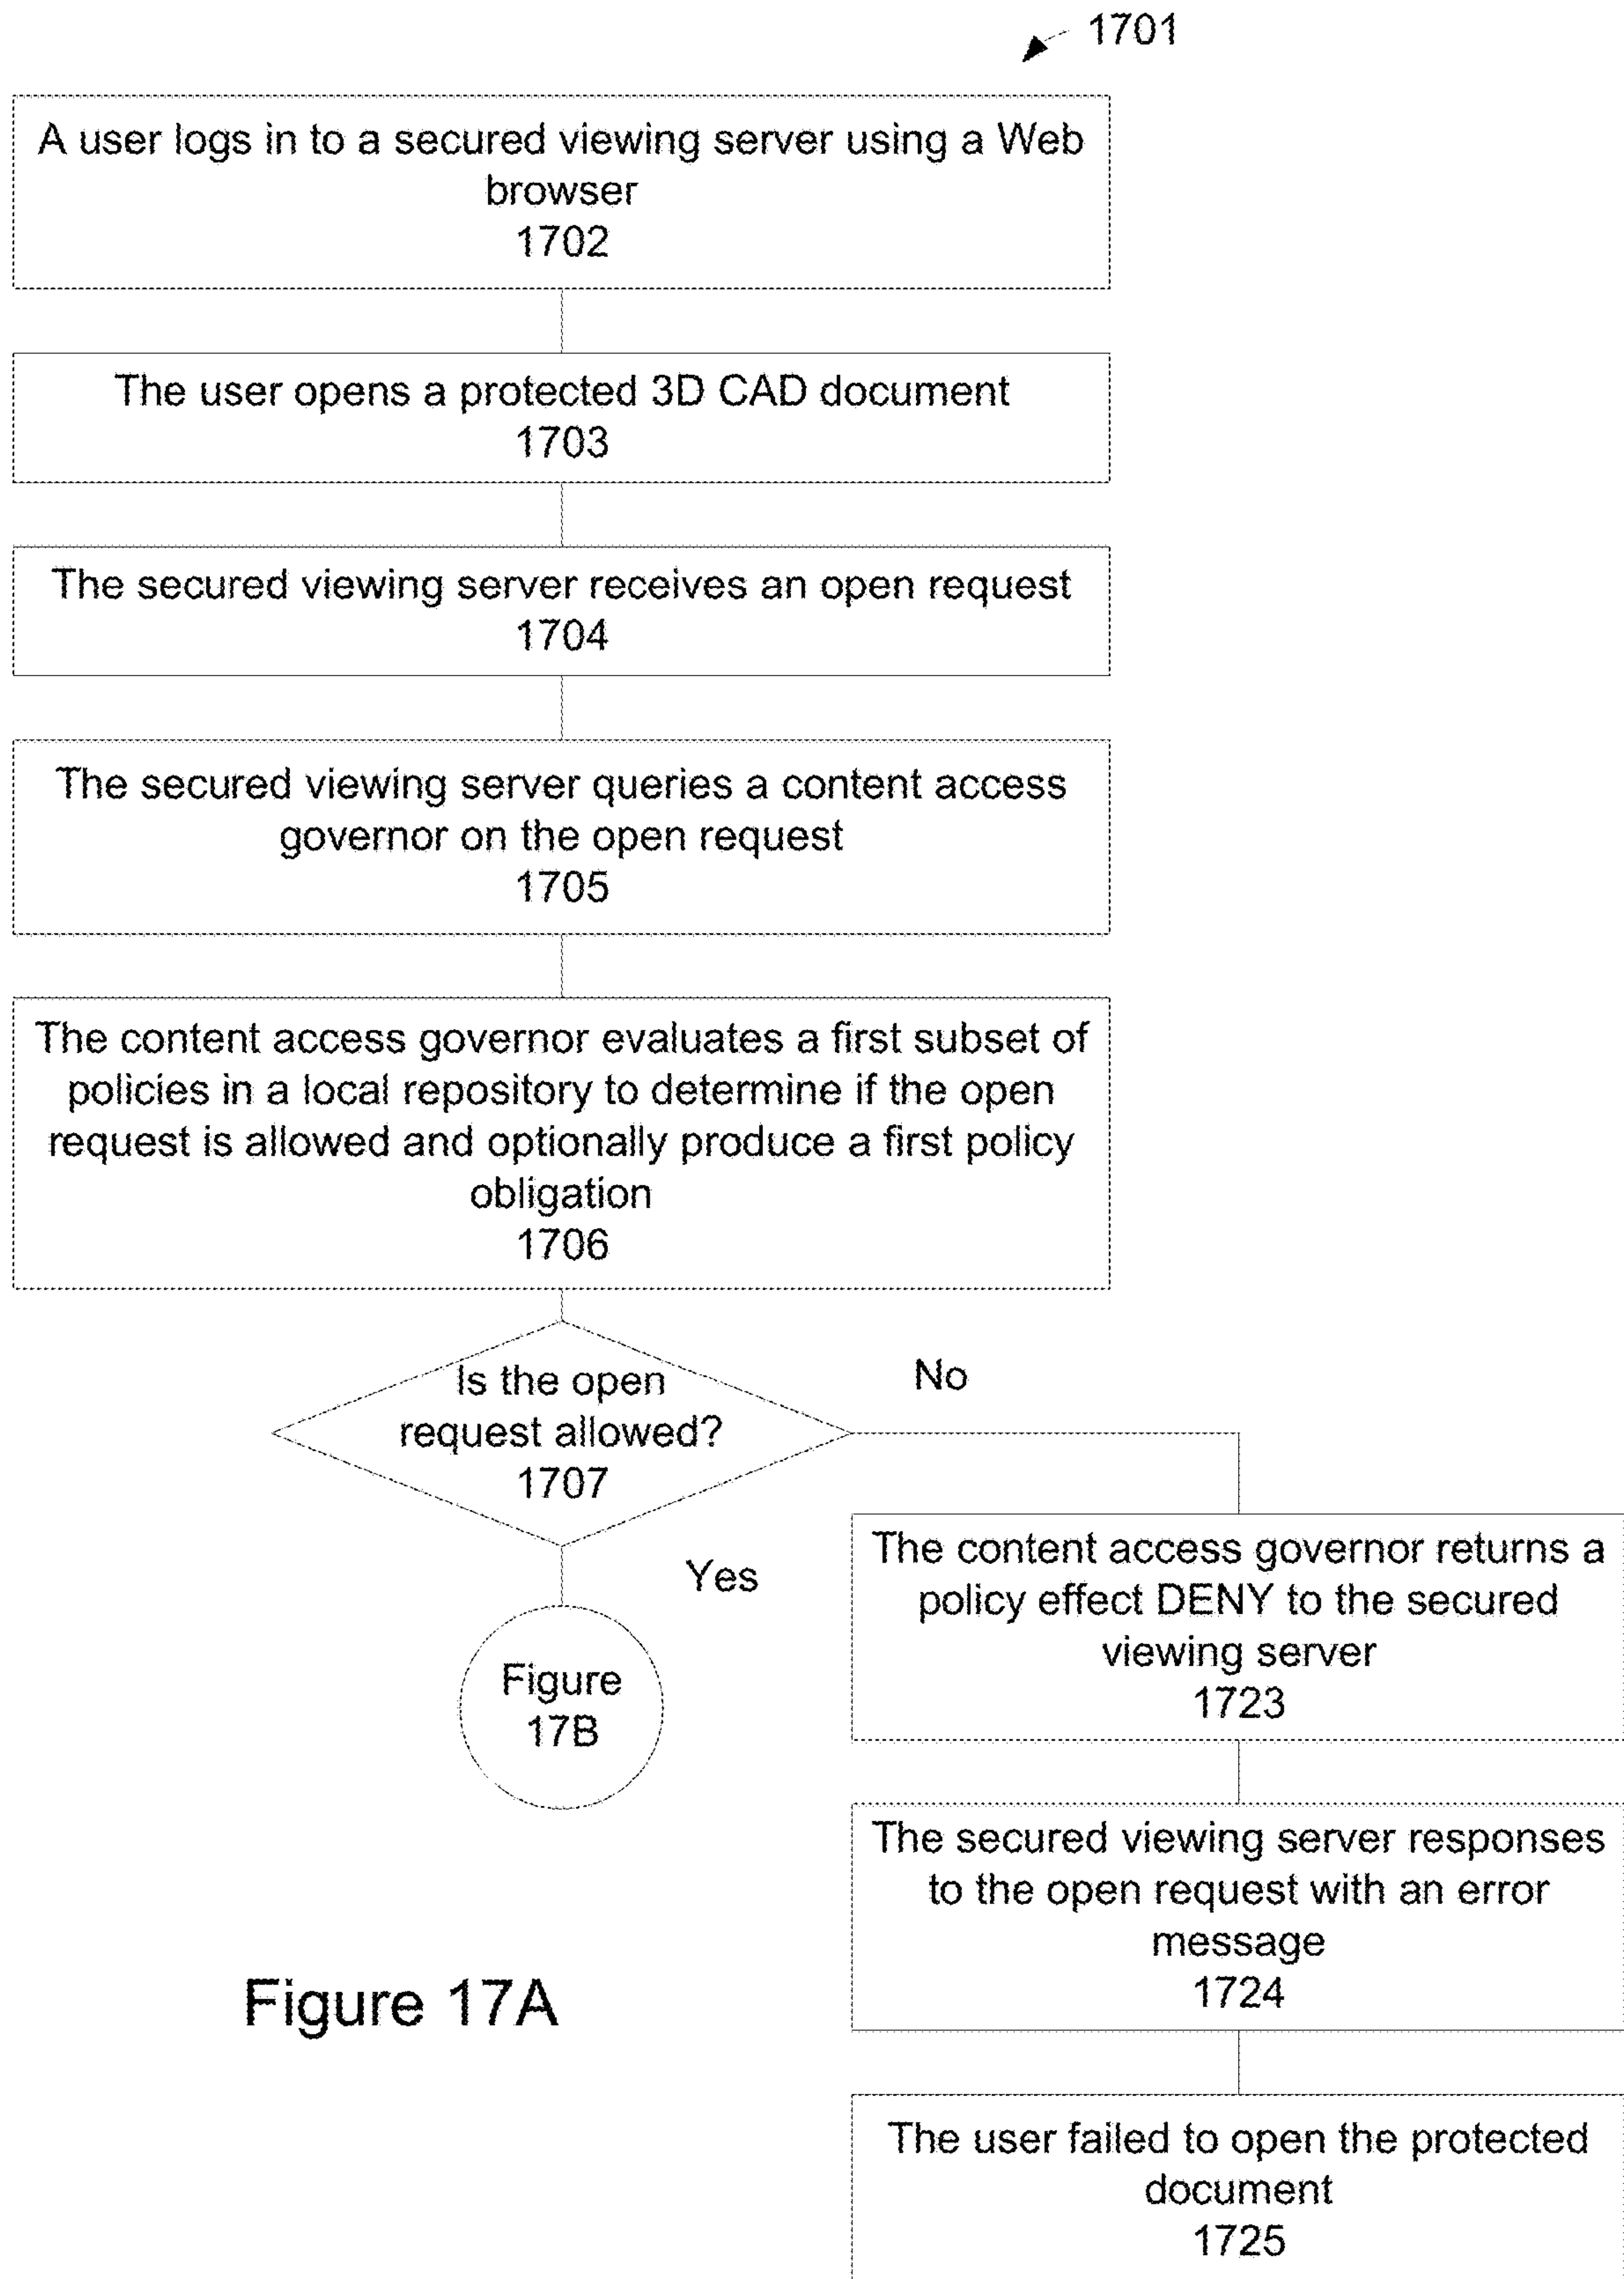 1701
A user logs in to a secured viewing server using a Web
browser
1702
The user opens a protected 3D CAD document
1703
The secured viewing server receives an open request
1704
The secured viewing server queries a content access
governor on the open request
1705
The content access governor evaluates a first subset of
policies in a local repository to determine if the open
request is allowed and optionally produce a first policy
obligation
1706
Is the open
request allowed?
1707
No
Yes
Figure
17B
The content access governor returns a
policy effect DENY to the secured
viewing server
1723
The secured viewing server responses
to the open request with an error
message
1724
The user failed to open the protected
document
1725
Figure 17A